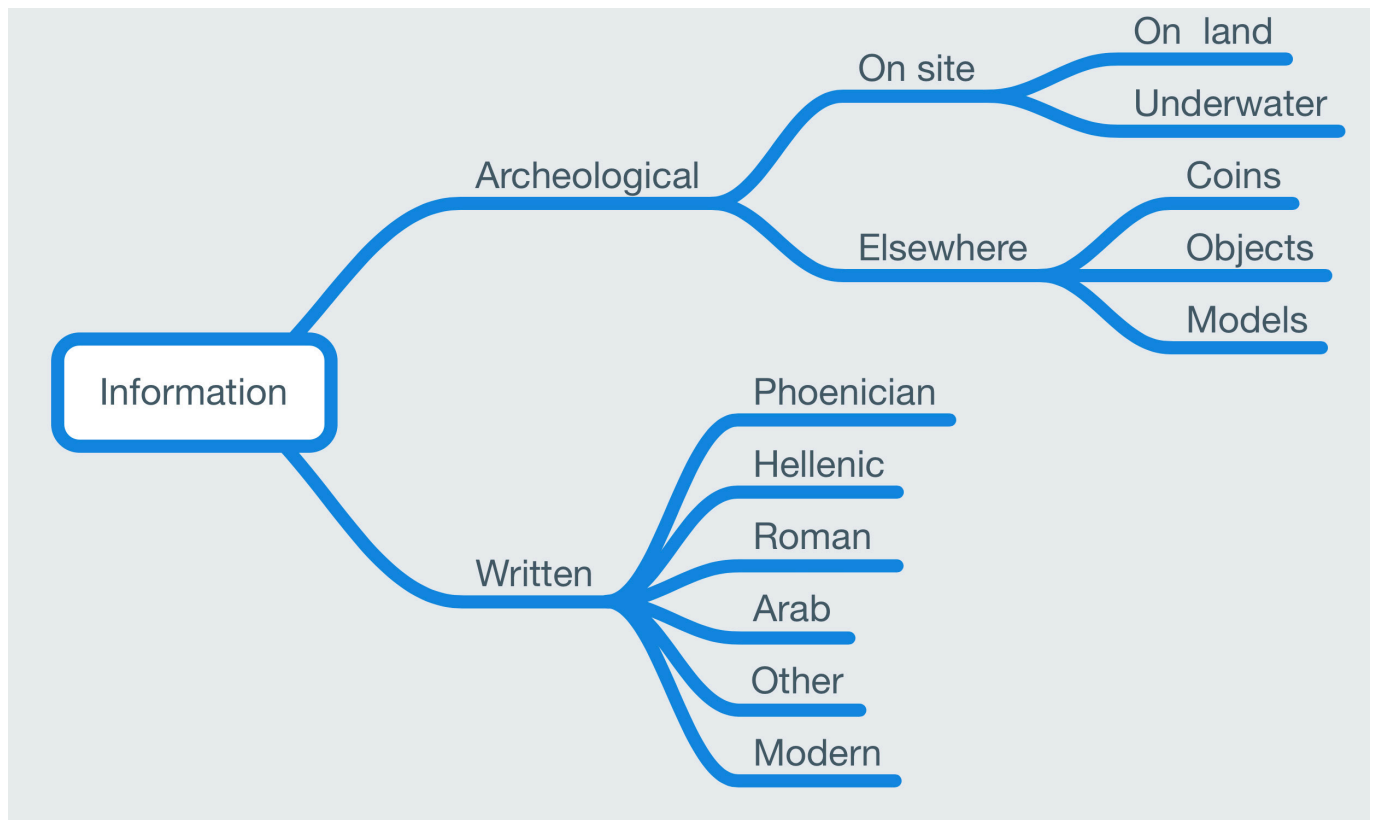 Information
Archeological
On site
On land
Underwater
Elsewhere
Coins
Objects
Models
Written
Phoenician
Hellenic
Roman
Arab
Other
Modern